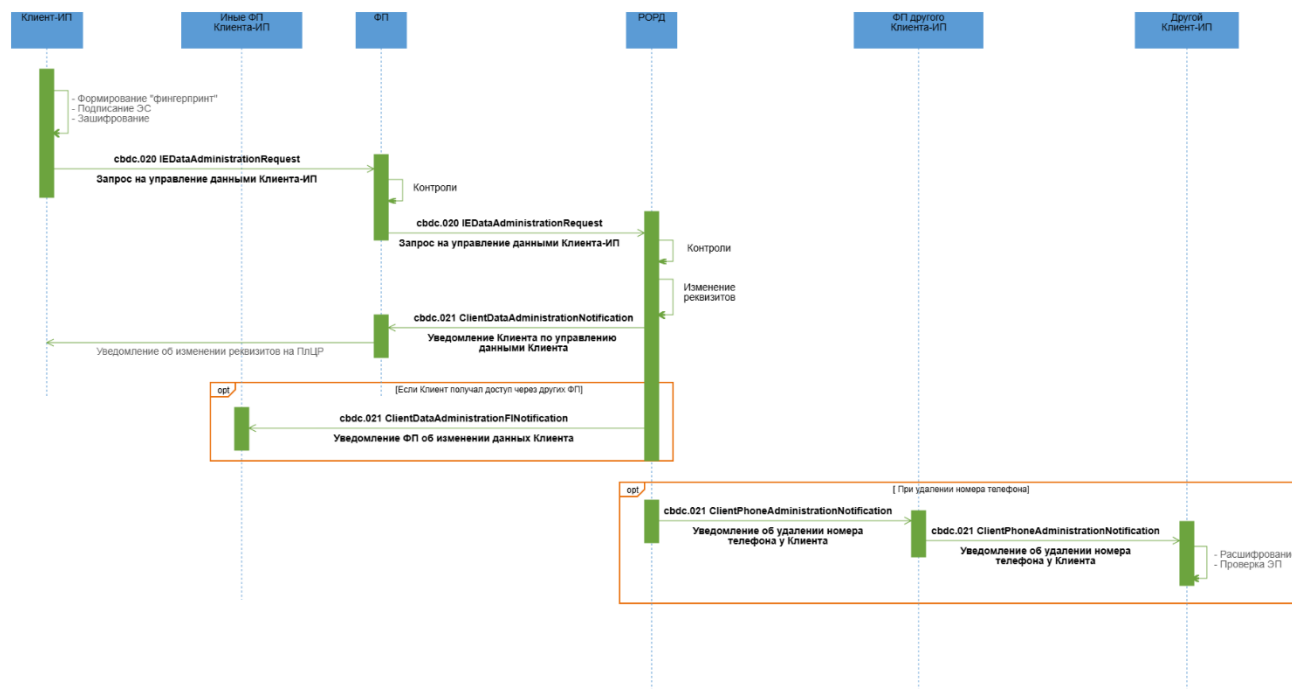 Клиент-ИП
Иные ФП
Клиента-ИП
ФП
РОРД
ФП другого
Клиента-ИП
Другой
Клиент-ИП
- Формирование "фингерпринт"
- Подписание ЭС
- Зашифрование
cbdc.020 IEDataAdministrationRequest
Запрос на управление данными Клиента-ИП
Контроли
cbdc.020 IEDataAdministrationRequest
Запрос на управление данными Клиента-ИП
Контроли
Изменение
реквизитов
cbdc.021 ClientDataAdministrationNotification
Уведомление Клиента по управлению
данными Клиента
Уведомление об изменении реквизитов на ПлЦР
opt
[Если Клиент получал доступ через других ФП]
cbdc.021 ClientDataAdministrationFINotification
Уведомление ФП об изменении данных Клиента
opt
[ При удалении номера телефона]
cbdc.021 ClientPhoneAdministrationNotification
Уведомление об удалении номера
телефона у Клиента
cbdc.021 ClientPhoneAdministrationNotification
Уведомление об удалении номера
телефона у Клиента
- Расшифрование
- Проверка ЭП